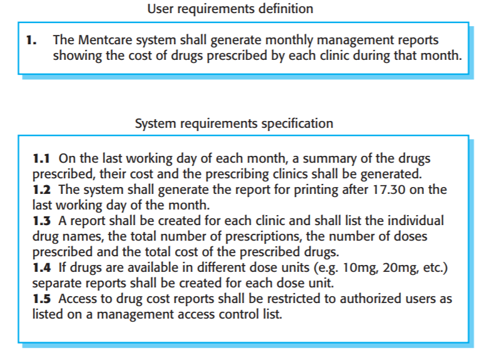 User requirements definition
1. The Mentcare system shall generate monthly management reports
showing the cost of drugs prescribed by each clinic during that month.
System requirements specification
1.1 On the last working day of each month, a summary of the drugs
prescribed, their cost and the prescribing clinics shall be generated.
1.2 The system shall generate the report for printing after 17.30 on the
last working day of the month.
1.3 A report shall be created for each clinic and shall list the individual
drug names, the total number of prescriptions, the number of doses
prescribed and the total cost of the prescribed drugs.
1.4 If drugs are available in different dose units (e.g. 10mg, 20mg, etc.)
separate reports shall be created for each dose unit.
1.5 Access to drug cost reports shall be restricted to authorized users as
listed on a management access control list.